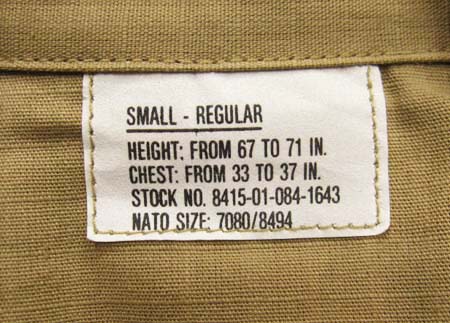 SMALL - REGULAR
HEIGHT: FROM 67 TO 71 IN.
CHEST: FROM 33 TO 37 IN.
STOCK NO. 8415-01-084-1643
NATO SIZE: 7080/8494